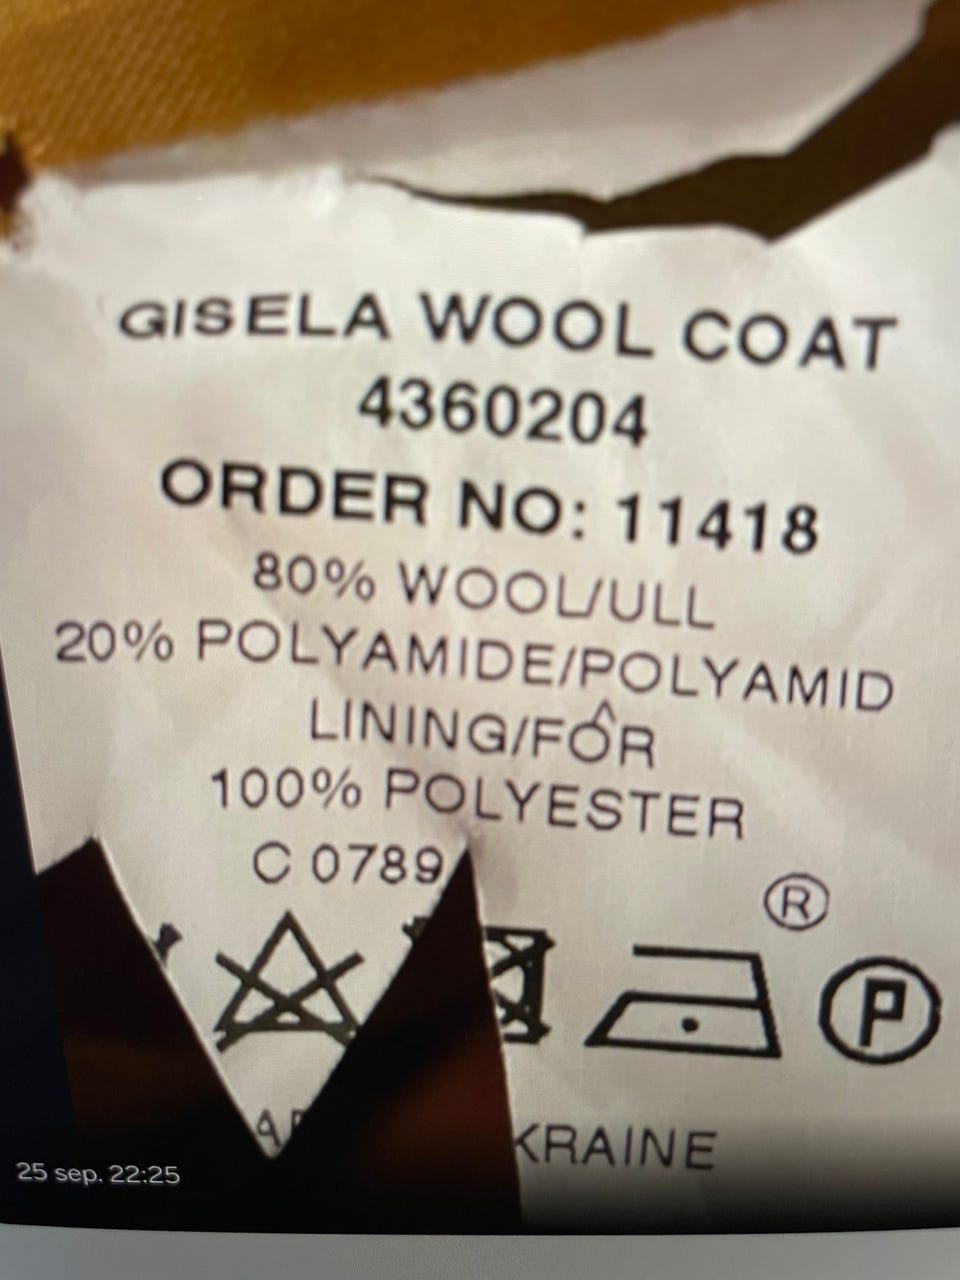 GISELA WOOL COAT
4360204
ORDER NO: 11418
80% WOOL/ULL
20% POLYAMIDE/POLYAMID
LINING/FÔR
100% POLYESTER
C 0789
®
P
KRAINE
25 sep. 22:25